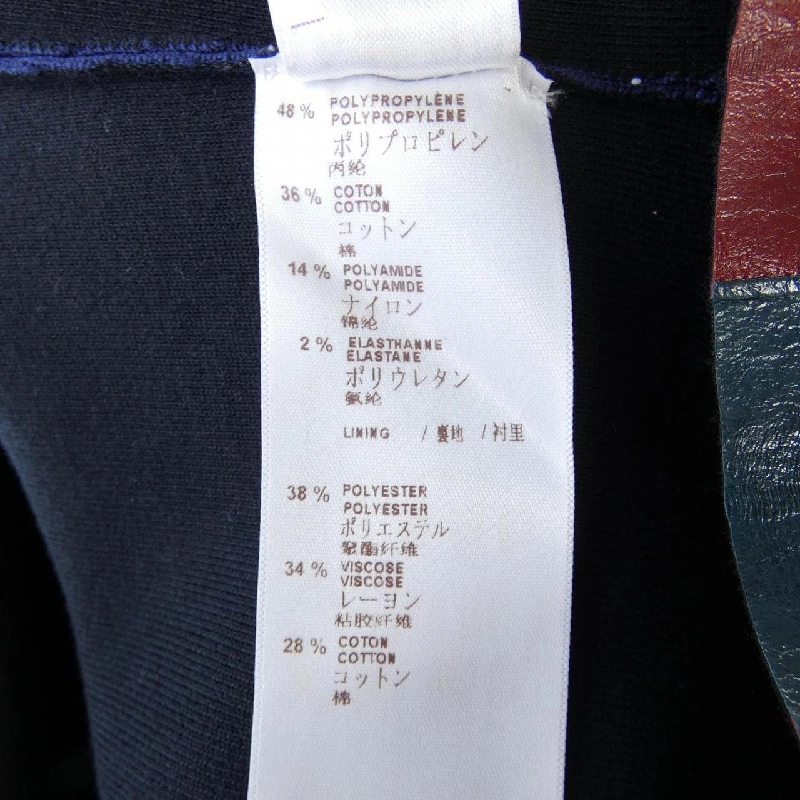 48 % POLYPROPYLÈNE
POLYPROPYLENE
ポリプロピレン
丙纶
36 % COTON
COTTON
コットン
棉
14 % POLYAMIDE
POLYAMIDE
ナイロン
锦纶
2 % ELASTHANNE
ELASTANE
ポリウレタン
氨纶
LINING / 裏地 / 衬里
38 % POLYESTER
POLYESTER
ポリエステル
聚酯纤维
34 % VISCOSE
VISCOSE
レーヨン
粘胶纤维
28 % COTON
COTTON
コットン
棉